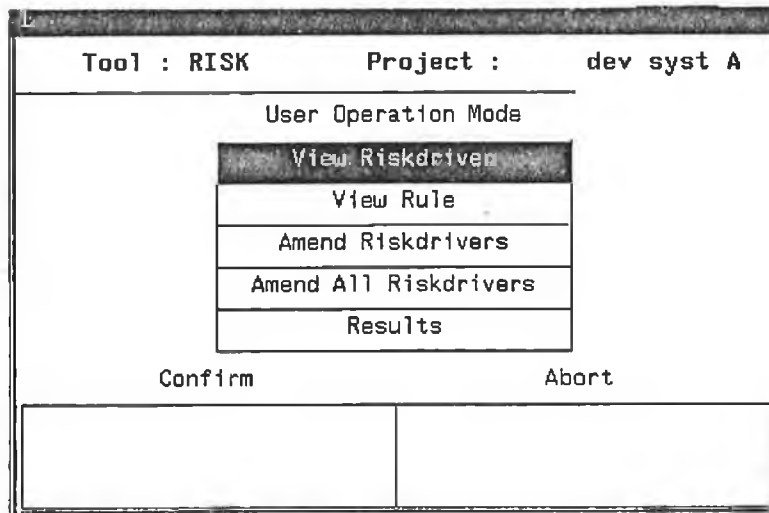 Tool : RISK Project : dev syst A
User Operation Mode
View Riskdriver
View Rule
Amend Riskdrivers
Amend All Riskdrivers
Results
Confirm Abort